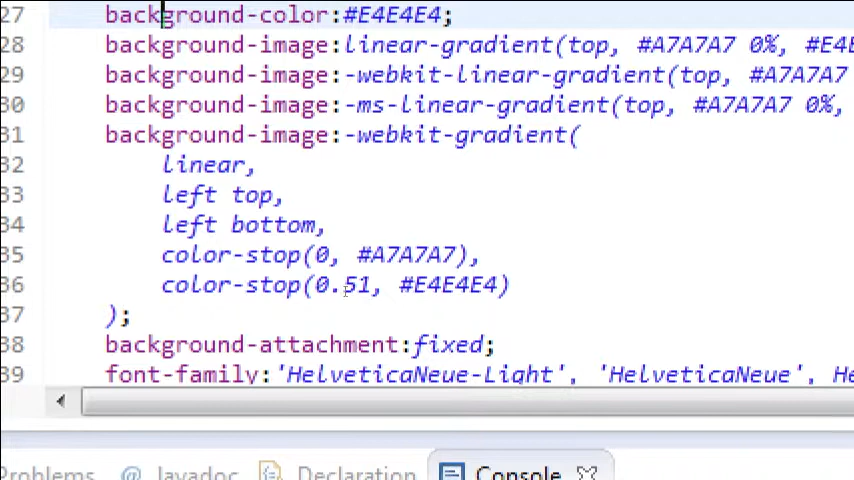 27 background-color:#E4E4E4;
28 background-image:linear-gradient(top, #A7A7A7 0%, #E4E
29 background-image:-webkit-linear-gradient(top, #A7A7A7
30 background-image:-ms-linear-gradient(top, #A7A7A7 0%,
31 background-image:-webkit-gradient(
32 linear,
33 left top,
34 left bottom,
35 color-stop(0, #A7A7A7),
36 color-stop(0.51, #E4E4E4)
37 );
38 background-attachment:fixed;
39 font-family:'HelveticaNeue-Light', 'HelveticaNeue', He
Problems @ Javadoc Declaration Console